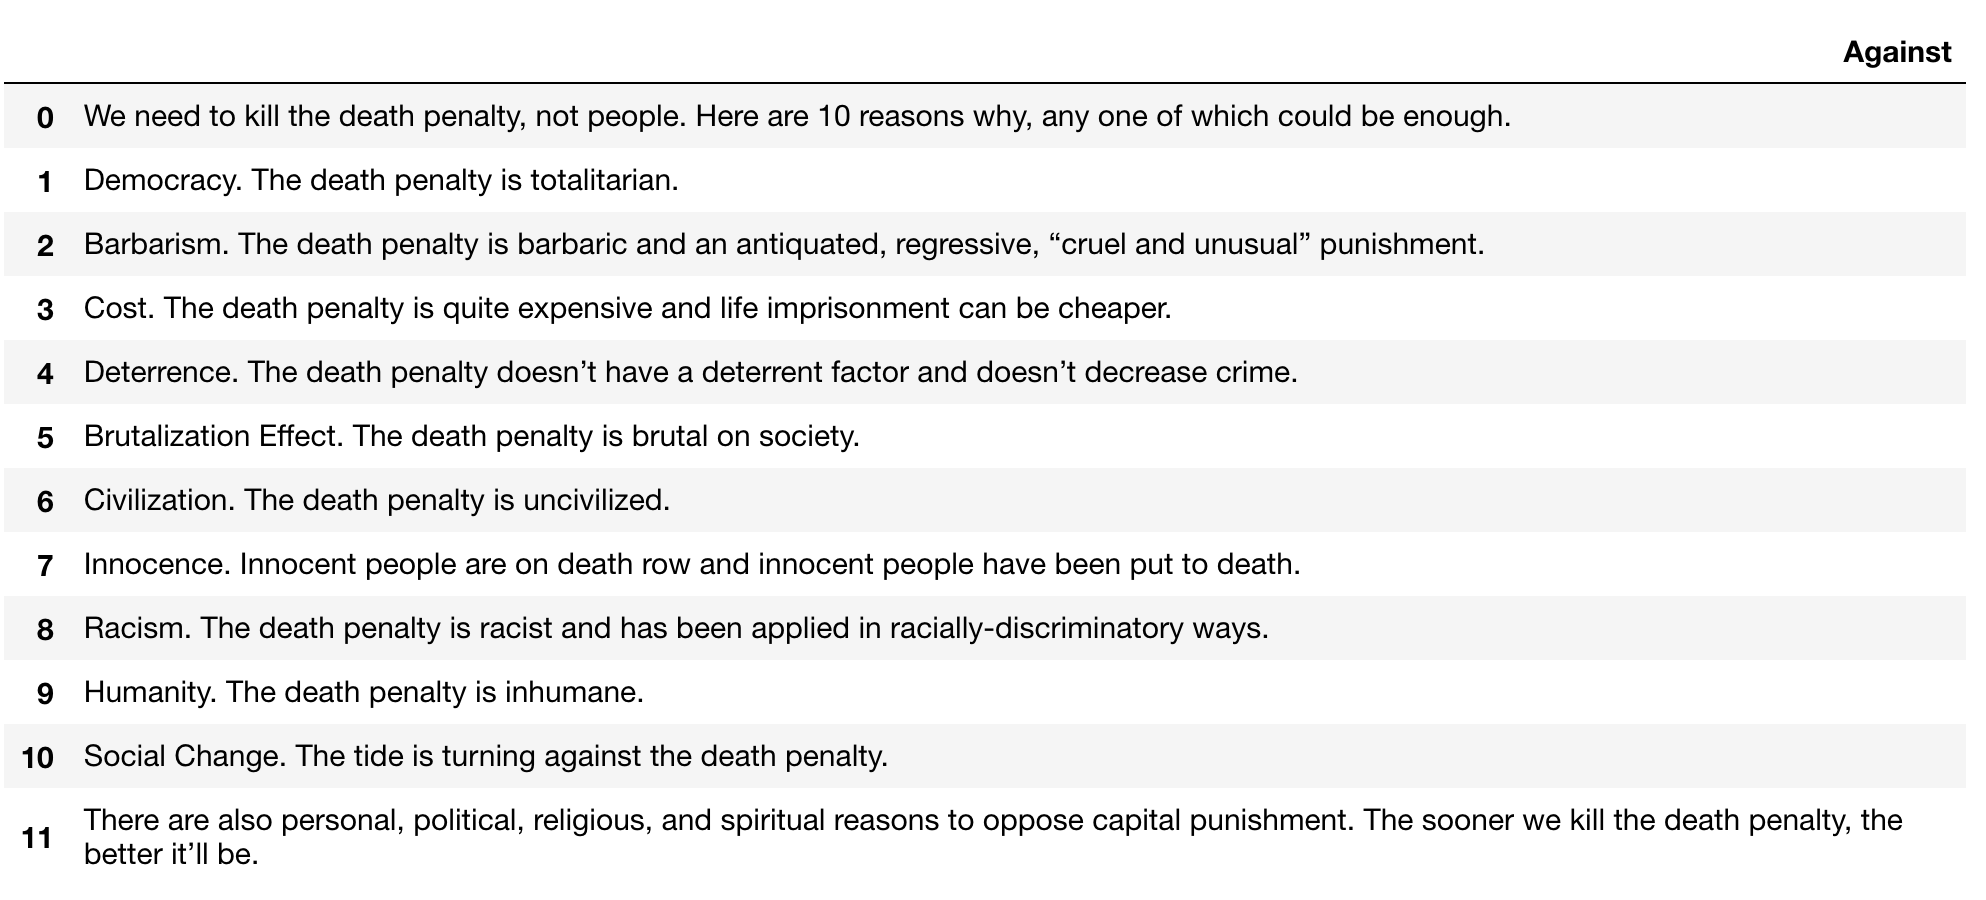 Against
0 We need to kill the death penalty, not people. Here are 10 reasons why, any one of which could be enough.
1 Democracy. The death penalty is totalitarian.
2 Barbarism. The death penalty is barbaric and an antiquated, regressive, “cruel and unusual” punishment.
3 Cost. The death penalty is quite expensive and life imprisonment can be cheaper.
4 Deterrence. The death penalty doesn’t have a deterrent factor and doesn’t decrease crime.
5 Brutalization Effect. The death penalty is brutal on society.
6 Civilization. The death penalty is uncivilized.
7 Innocence. Innocent people are on death row and innocent people have been put to death.
8 Racism. The death penalty is racist and has been applied in racially-discriminatory ways.
9 Humanity. The death penalty is inhumane.
10 Social Change. The tide is turning against the death penalty.
11 There are also personal, political, religious, and spiritual reasons to oppose capital punishment. The sooner we kill the death penalty, the
better it’ll be.